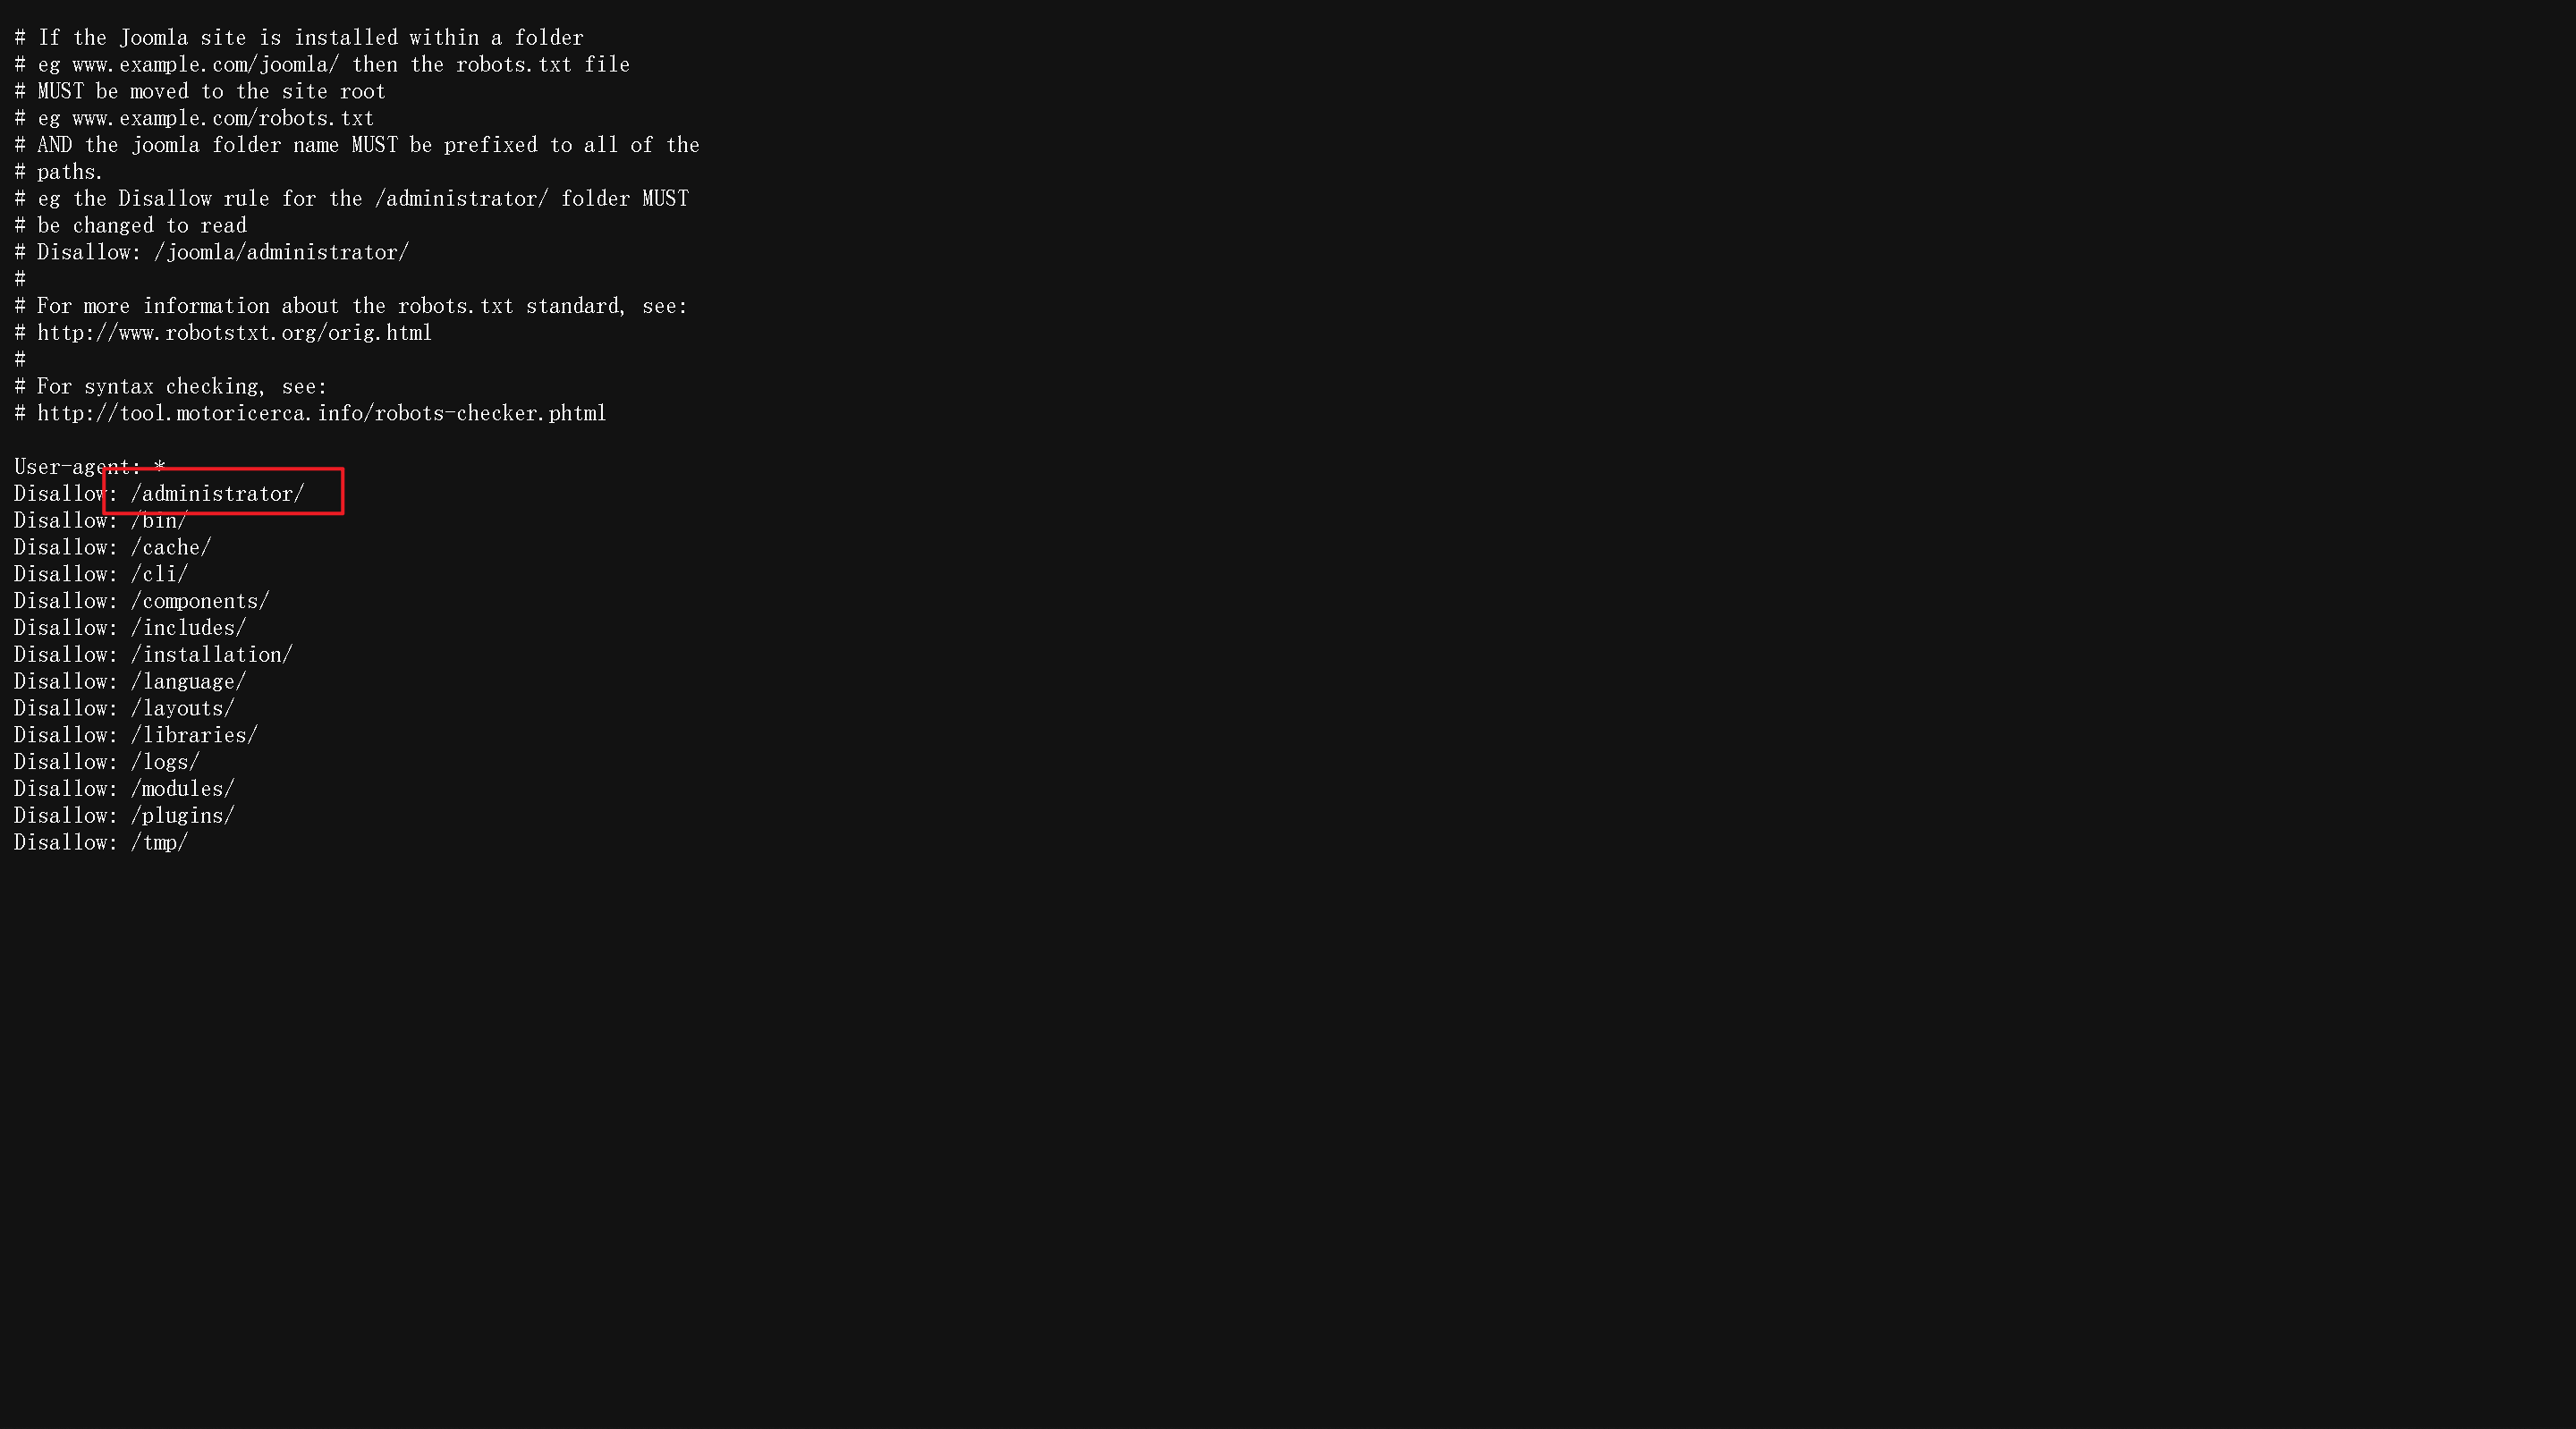 # If the Joomla site is installed within a folder
# eg www.example.com/joomla/ then the robots.txt file
# MUST be moved to the site root
# eg www.example.com/robots.txt
# AND the joomla folder name MUST be prefixed to all of the
# paths.
# eg the Disallow rule for the /administrator/ folder MUST
# be changed to read
# Disallow: /joomla/administrator/
#
# For more information about the robots.txt standard, see:
# http://www.robotstxt.org/orig.html
#
# For syntax checking, see:
# http://tool.motoricerca.info/robots-checker.phtml
User-agent: *
Disallow: /administrator/
Disallow: /bin/
Disallow: /cache/
Disallow: /cli/
Disallow: /components/
Disallow: /includes/
Disallow: /installation/
Disallow: /language/
Disallow: /layouts/
Disallow: /libraries/
Disallow: /logs/
Disallow: /modules/
Disallow: /plugins/
Disallow: /tmp/